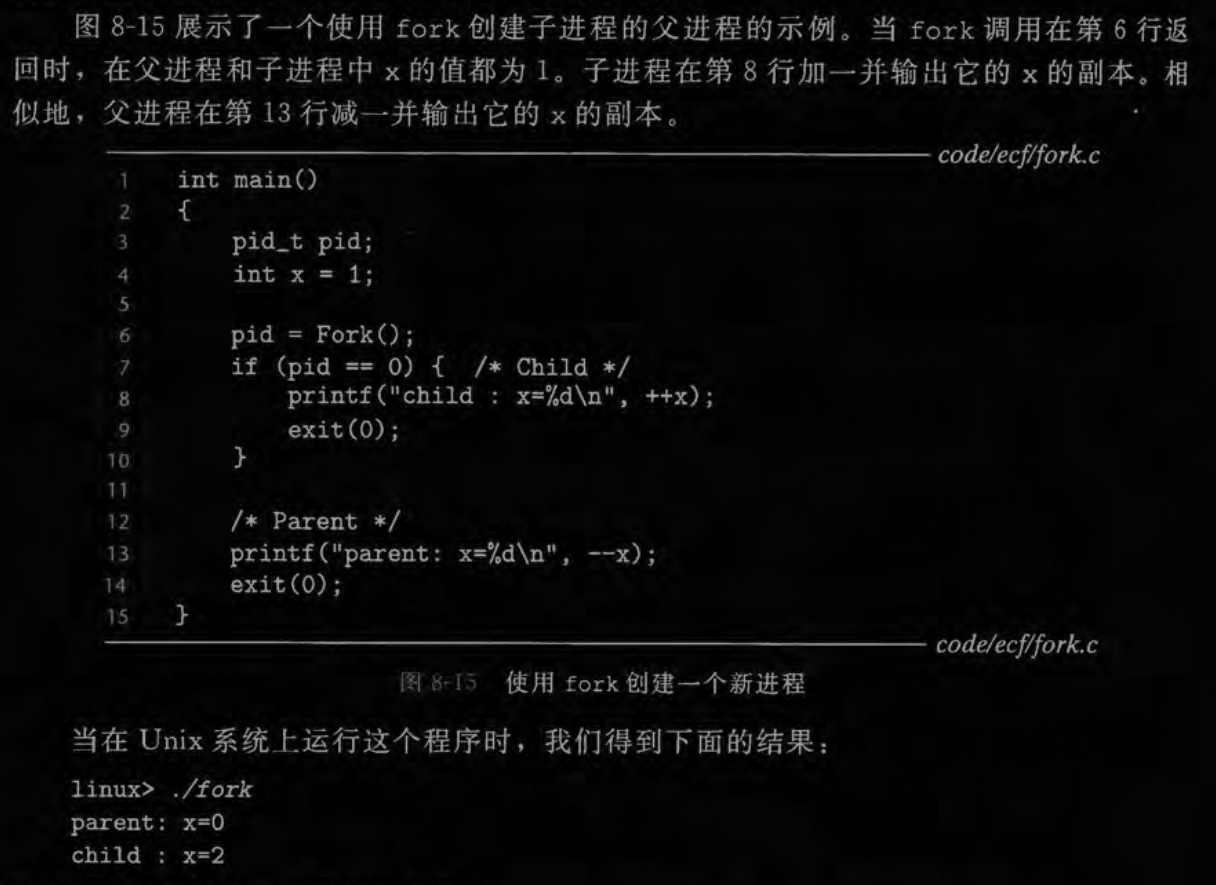 图 8-15 展示了一个使用 fork 创建子进程的父进程的示例。当 fork 调用在第 6 行返
回时，在父进程和子进程中 x 的值都为 1。子进程在第 8 行加一并输出它的 x 的副本。相
似地，父进程在第 13 行减一并输出它的 x 的副本。
code/ecf/fork.c
1 int main()
2 {
3     pid_t pid;
4     int x = 1;
5
6     pid = Fork();
7     if (pid == 0) {  /* Child */
8         printf("child : x=%d\n", ++x);
9         exit(0);
10     }
11
12     /* Parent */
13     printf("parent: x=%d\n", --x);
14     exit(0);
15 }
code/ecf/fork.c
图 8-15 使用 fork 创建一个新进程
当在 Unix 系统上运行这个程序时，我们得到下面的结果：
linux> ./fork
parent: x=0
child : x=2